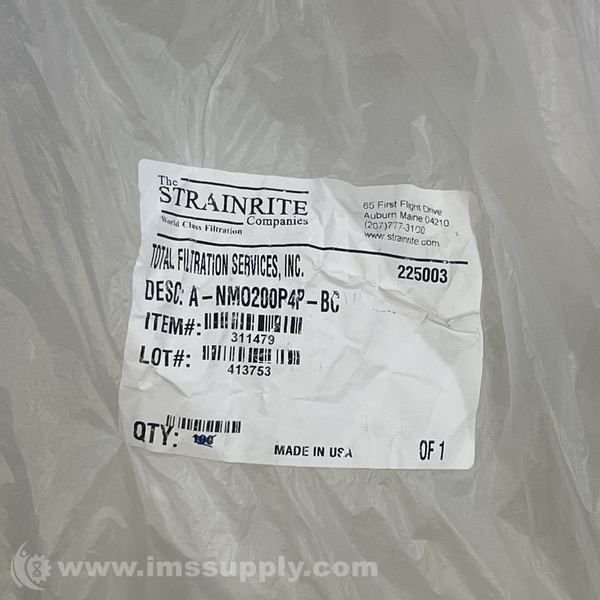 The
STRAINRITE
Companies
World Class Filtration
65 First Flight Drive
Auburn Maine 04210
(207)777-3100
www.strainrite.com
TOTAL FILTRATION SERVICES, INC.
225003
DESC: A-NMO200P4P-BC
ITEM#:
311479
LOT#:
413753
QTY:
100
MADE IN USA
OF 1
www.imssupply.com